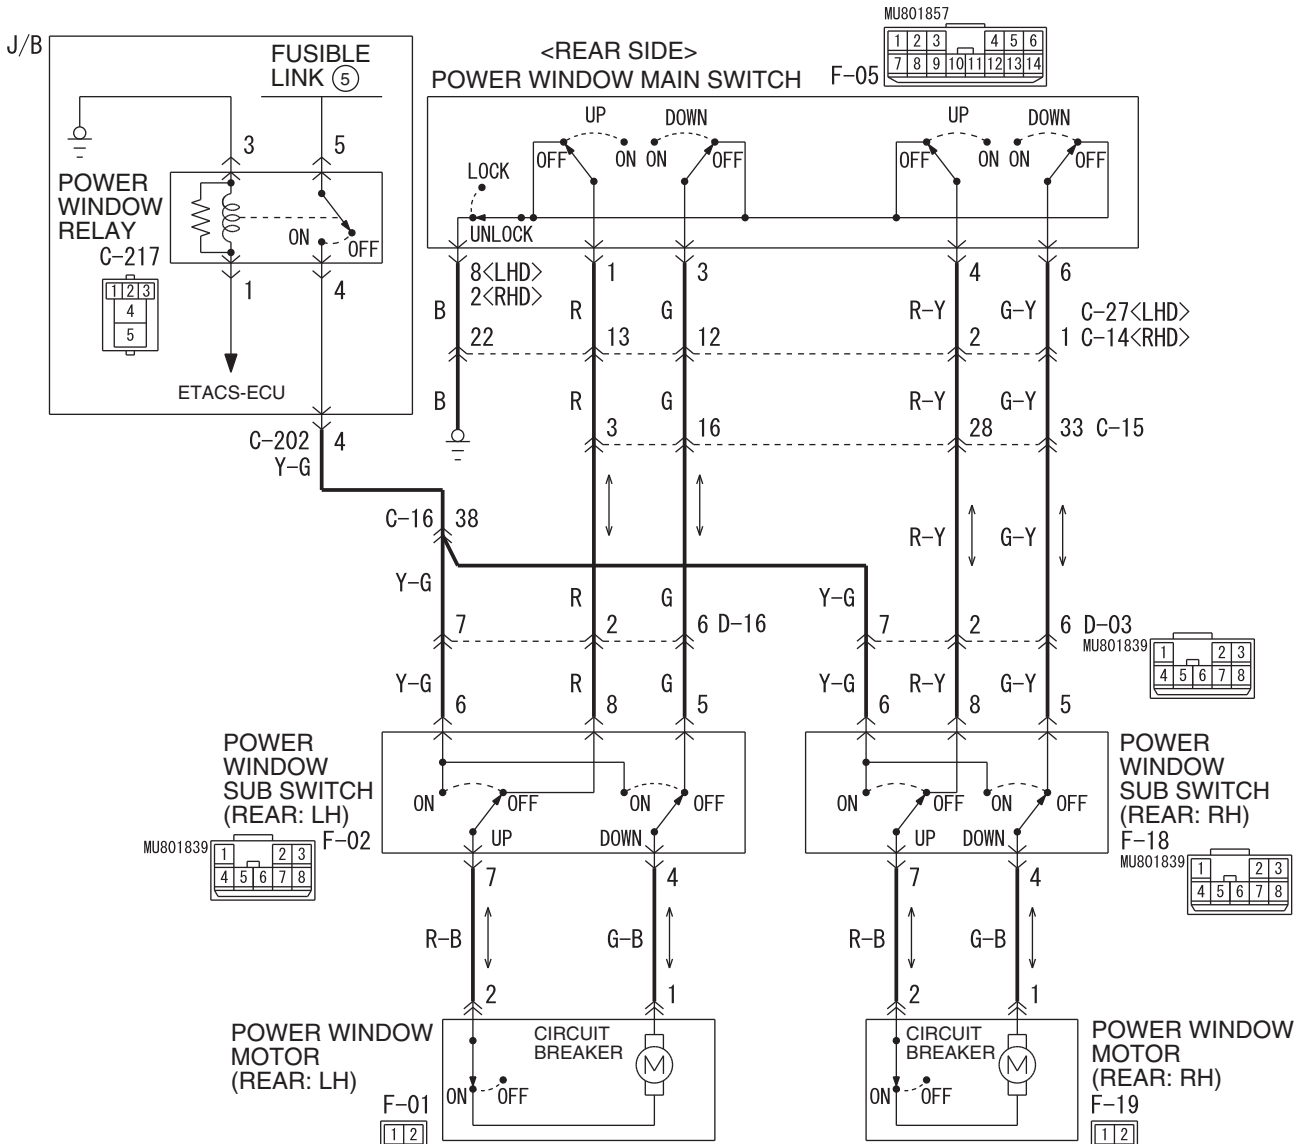 J/B
FUSIBLE
LINK ⑤
3
5
POWER
WINDOW
RELAY
C-217
ON
OFF
1 2 3
4
5
1
4
ETACS-ECU
C-202
4
Y-G
<REAR SIDE>
POWER WINDOW MAIN SWITCH
F-05
MU801857
1 2 3 4 5 6
7 8 9 10 11 12 13 14
UP
DOWN
UP
DOWN
OFF
ON
ON
OFF
OFF
ON
ON
OFF
LOCK
UNLOCK
8<LHD>
2<RHD>
1
3
4
6
B
R
G
R-Y
G-Y
C-27<LHD>
C-14<RHD>
22
13
12
2
1
B
R
G
R-Y
G-Y
3
16
28
33 C-15
C-16
38
R-Y
G-Y
Y-G
R
G
Y-G
7
2
6 D-16
7
2
6 D-03
MU801839
1 2 3
4 5 6 7 8
Y-G
R
G
Y-G
R-Y
G-Y
6
8
5
6
8
5
POWER
WINDOW
SUB SWITCH
(REAR: LH)
F-02
MU801839
1 2 3
4 5 6 7 8
ON
OFF
ON
OFF
UP
DOWN
ON
OFF
ON
OFF
UP
DOWN
POWER
WINDOW
SUB SWITCH
(REAR: RH)
F-18
MU801839
1 2 3
4 5 6 7 8
7
4
7
4
R-B
G-B
R-B
G-B
2
1
2
1
POWER WINDOW
MOTOR
(REAR: LH)
F-01
1 2
CIRCUIT
BREAKER
M
ON
OFF
CIRCUIT
BREAKER
M
ON
OFF
POWER WINDOW
MOTOR
(REAR: RH)
F-19
1 2